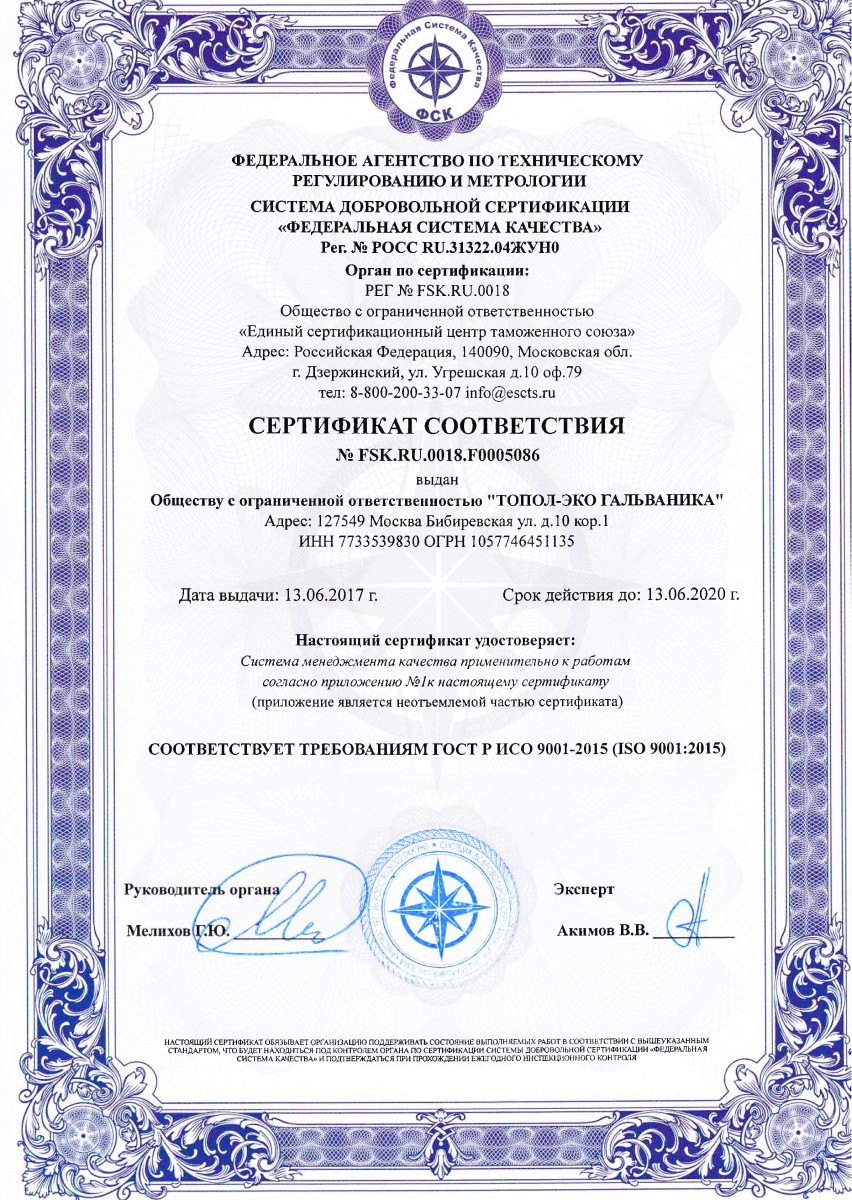 Федеральная Система Качества
ФСК
ФЕДЕРАЛЬНОЕ АГЕНТСТВО ПО ТЕХНИЧЕСКОМУ
РЕГУЛИРОВАНИЮ И МЕТРОЛОГИИ
СИСТЕМА ДОБРОВОЛЬНОЙ СЕРТИФИКАЦИИ
«ФЕДЕРАЛЬНАЯ СИСТЕМА КАЧЕСТВА»
Рег. № РОСС RU.31322.04ЖУН0
Орган по сертификации:
РЕГ № FSK.RU.0018
Общество с ограниченной ответственностью
«Единый сертификационный центр таможенного союза»
Адрес: Российская Федерация, 140090, Московская обл.
г. Дзержинский, ул. Угрешская д.10 оф.79
тел: 8-800-200-33-07 info@escts.ru
СЕРТИФИКАТ СООТВЕТСТВИЯ
№ FSK.RU.0018.F0005086
выдан
Обществу с ограниченной ответственностью "ТОПОЛ-ЭКО ГАЛЬВАНИКА"
Адрес: 127549 Москва Бибиревская ул. д.10 кор.1
ИНН 7733539830 ОГРН 1057746451135
Дата выдачи: 13.06.2017 г. Срок действия до: 13.06.2020 г.
Настоящий сертификат удостоверяет:
Система менеджмента качества применительно к работам
согласно приложению №1к настоящему сертификату
(приложение является неотъемлемой частью сертификата)
СООТВЕТСТВУЕТ ТРЕБОВАНИЯМ ГОСТ Р ИСО 9001-2015 (ISO 9001:2015)
Руководитель органа Эксперт
Мелихов Г.Ю. Акимов В.В.
НАСТОЯЩИЙ СЕРТИФИКАТ ОБЯЗЫВАЕТ ОРГАНИЗАЦИЮ ПОДДЕРЖИВАТЬ СОСТОЯНИЕ ВЫПОЛНЯЕМЫХ РАБОТ В СООТВЕТСТВИИ С ВЫШЕУКАЗАННЫМ
СТАНДАРТОМ, ЧТО БУДЕТ НАХОДИТЬСЯ ПОД КОНТРОЛЕМ ОРГАНА ПО СЕРТИФИКАЦИИ СИСТЕМЫ ДОБРОВОЛЬНОЙ СЕРТИФИКАЦИИ «ФЕДЕРАЛЬНАЯ
СИСТЕМА КАЧЕСТВА» И ПОДТВЕРЖДАТЬСЯ ПРИ ПРОХОЖДЕНИИ ЕЖЕГОДНОГО ИНСПЕКЦИОННОГО КОНТРОЛЯ